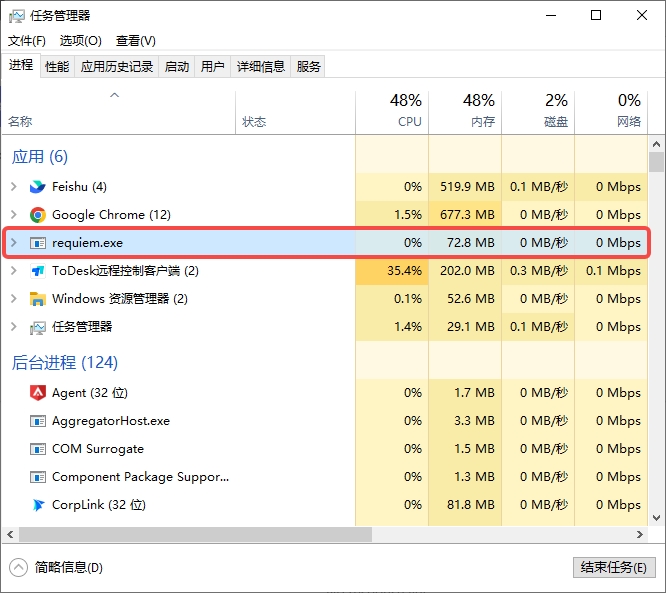 任务管理器
文件(F) 选项(O) 查看(V)
进程 性能 应用历史记录 启动 用户 详细信息 服务
48% 48% 2% 0%
名称 状态 CPU 内存 磁盘 网络
应用 (6)
Feishu (4) 0% 519.9 MB 0.1 MB/秒 0 Mbps
Google Chrome (12) 1.5% 677.3 MB 0 MB/秒 0 Mbps
requiem.exe 0% 72.8 MB 0 MB/秒 0 Mbps
ToDesk远程控制客户端 (2) 35.4% 202.0 MB 0.3 MB/秒 0.1 Mbps
Windows 资源管理器 (2) 0.1% 52.6 MB 0 MB/秒 0 Mbps
任务管理器 1.4% 29.1 MB 0.1 MB/秒 0 Mbps
后台进程 (124)
Agent (32 位) 0% 1.7 MB 0 MB/秒 0 Mbps
AggregatorHost.exe 0% 3.3 MB 0 MB/秒 0 Mbps
COM Surrogate 0% 1.5 MB 0 MB/秒 0 Mbps
Component Package Suppor... 0% 1.3 MB 0 MB/秒 0 Mbps
CorpLink (32 位) 0% 81.8 MB 0 MB/秒 0 Mbps
简略信息(D) 结束任务(E)